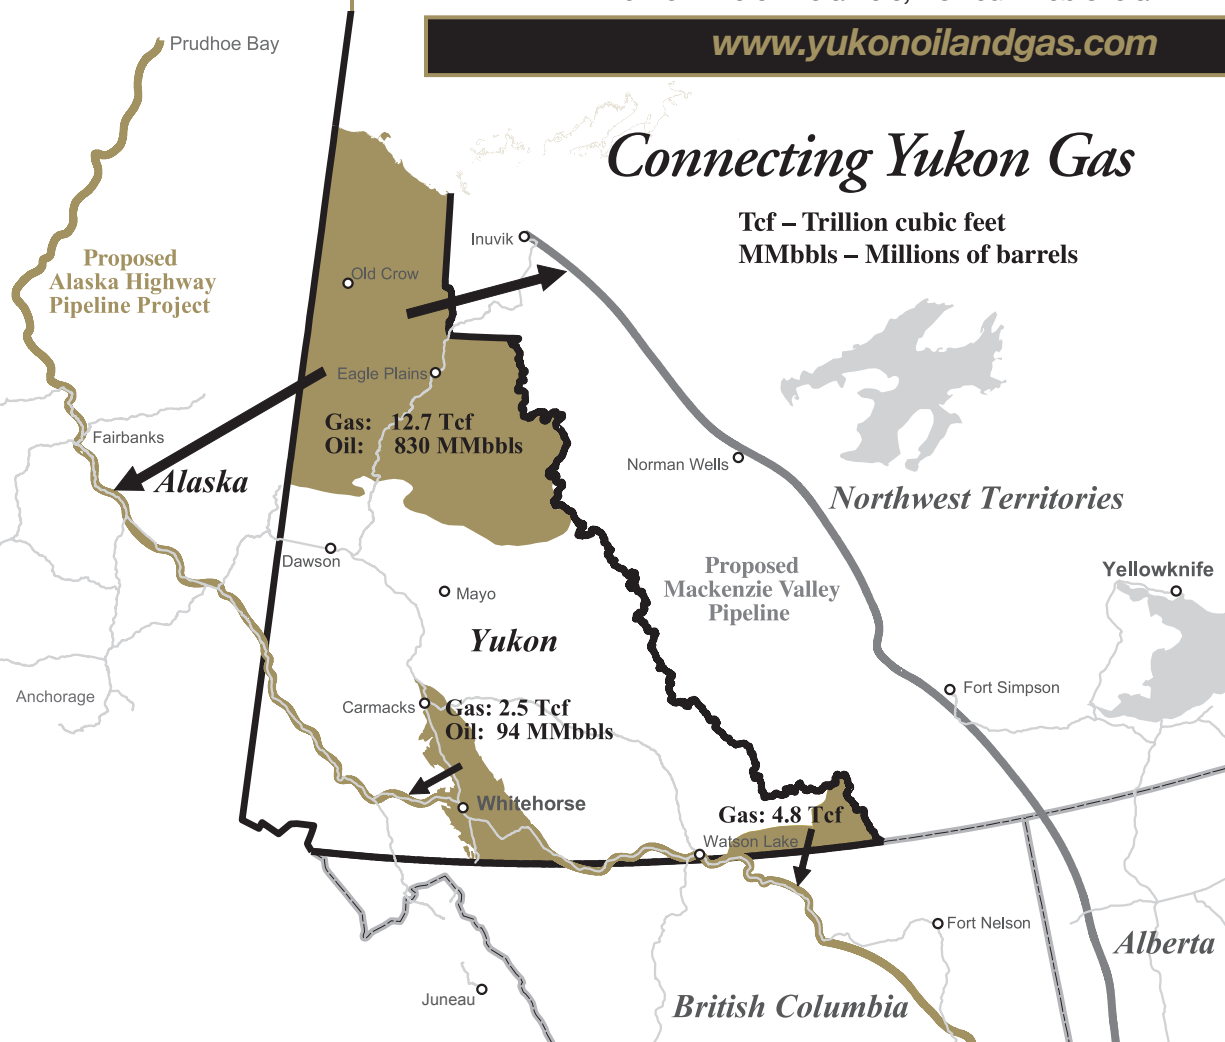 www.yukonoilandgas.com
Prudhoe Bay
Connecting Yukon Gas
Tcf – Trillion cubic feet
MMbbls – Millions of barrels
Inuvik
Proposed
Alaska Highway
Pipeline Project
Old Crow
Eagle Plains
Gas: 12.7 Tcf
Oil: 830 MMbbls
Fairbanks
Alaska
Norman Wells
Northwest Territories
Dawson
Mayo
Proposed
Mackenzie Valley
Pipeline
Yellowknife
Yukon
Anchorage
Carmacks
Gas: 2.5 Tcf
Oil: 94 MMbbls
Fort Simpson
Whitehorse
Gas: 4.8 Tcf
Watson Lake
Fort Nelson
Alberta
Juneau
British Columbia